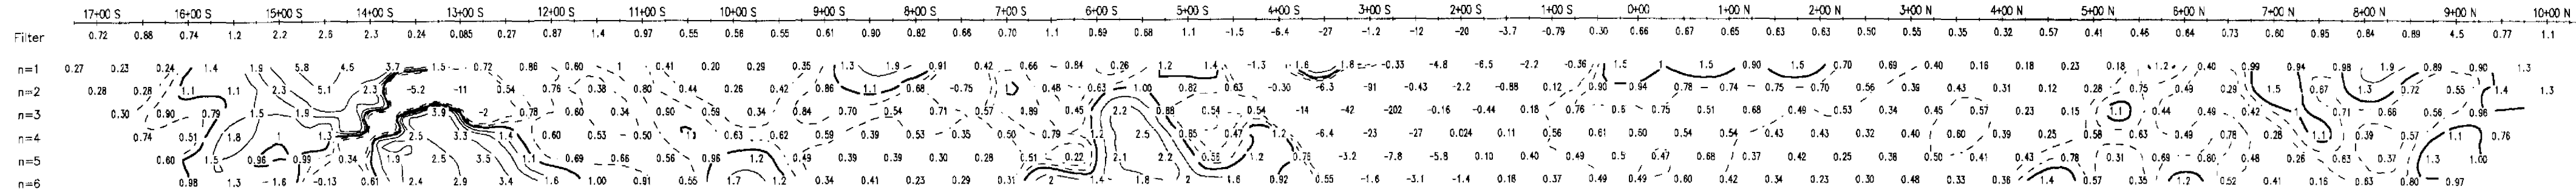 17+00 S 16+00 S 15+00 S 14+00 S 13+00 S 12+00 S 11+00 S 10+00 S 9+00 S 8+00 S 7+00 S 6+00 S 5+00 S 4+00 S 3+00 S 2+00 S 1+00 S 0+00 1+00 N 2+00 N 3+00 N 4+00 N 5+00 N 6+00 N 7+00 N 8+00 N 9+00 N 10+00 N
Filter 0.72 0.88 0.74 1.2 2.2 2.6 2.3 0.24 0.085 0.27 0.87 1.4 0.97 0.55 0.56 0.55 0.61 0.90 0.82 0.66 0.70 1.1 0.69 0.68 1.1 -1.5 -6.4 -27 -1.2 -12 -20 -3.7 -0.79 0.30 0.66 0.67 0.65 0.63 0.63 0.50 0.55 0.35 0.32 0.57 0.41 0.46 0.64 0.73 0.60 0.95 0.84 0.89 4.5 0.77 1.1
n=1 0.27 0.23 0.24 1.4 1.9 5.8 4.5 3.7 1.5 0.72 0.86 0.60 1 0.41 0.20 0.29 0.35 1.3 1.9 0.91 0.42 0.66 0.84 0.26 1.2 1.4 -1.3 -1.6 1.8 -0.33 -4.8 -6.5 -2.2 -0.36 1.5 1 1.5 0.90 1.5 0.70 0.69 0.40 0.16 0.18 0.23 0.18 1.2 0.40 0.99 0.94 0.98 1.9 0.89 0.90 1.3
n=2 0.28 0.28 1.1 1.1 2.3 5.1 2.3 -5.2 -11 0.54 0.76 0.38 0.80 0.44 0.26 0.42 0.86 1.1 0.68 -0.75 0.48 0.63 1.00 0.82 0.63 -0.30 -6.3 -91 -0.43 -2.2 -0.88 0.12 0.90 0.94 0.78 0.74 0.75 0.70 0.56 0.39 0.43 0.31 0.12 0.28 0.75 0.49 0.29 1.5 0.67 1.3 0.72 0.55 1.4 1.3
n=3 0.30 0.90 0.79 1.5 1.9 3.9 -2 0.78 0.60 0.34 0.90 0.59 0.34 0.84 0.54 0.71 0.57 0.89 0.45 2.2 0.88 0.54 0.54 -14 -42 -202 -0.16 -0.44 0.18 0.76 0.6 0.75 0.51 0.68 0.49 0.53 0.34 0.45 0.57 0.23 0.15 1.1 0.44 0.49 0.42 0.71 0.66 0.56 0.96
n=4 0.74 0.51 1.8 1 1.3 2.5 3.3 1.4 0.60 0.53 0.50 0.63 0.62 0.59 0.39 0.53 0.35 0.50 0.79 1.2 2.5 0.85 0.47 1.2 -6.4 -23 -27 0.024 0.11 0.56 0.61 0.60 0.54 0.54 0.43 0.43 0.32 0.40 0.60 0.39 0.25 0.58 0.63 0.49 0.78 0.28 1.1 0.39 0.57 1.1 0.76
n=5 0.60 1.5 0.96 0.99 0.34 1.9 2.5 3.5 1.1 0.69 0.66 0.56 0.96 1.2 0.49 0.39 0.39 0.30 0.28 0.51 0.22 2.1 2.2 0.56 1.2 0.76 -3.2 -7.8 -5.8 0.10 0.40 0.49 0.5 0.47 0.68 0.37 0.42 0.25 0.38 0.50 0.41 0.43 0.78 0.31 0.69 0.60 0.48 0.26 0.63 0.37 1.3 1.00
n=6 0.98 1.3 -1.6 -0.13 0.61 2.4 2.9 3.4 1.6 1.00 0.91 0.55 1.7 1.2 0.34 0.41 0.23 0.29 0.31 2 1.4 1.8 2 1.6 0.92 0.55 -1.6 -3.1 -1.4 0.18 0.37 0.49 0.49 0.60 0.42 0.34 0.23 0.30 0.48 0.33 0.36 1.4 0.57 0.35 1.2 0.52 0.41 0.16 0.63 0.80 0.97